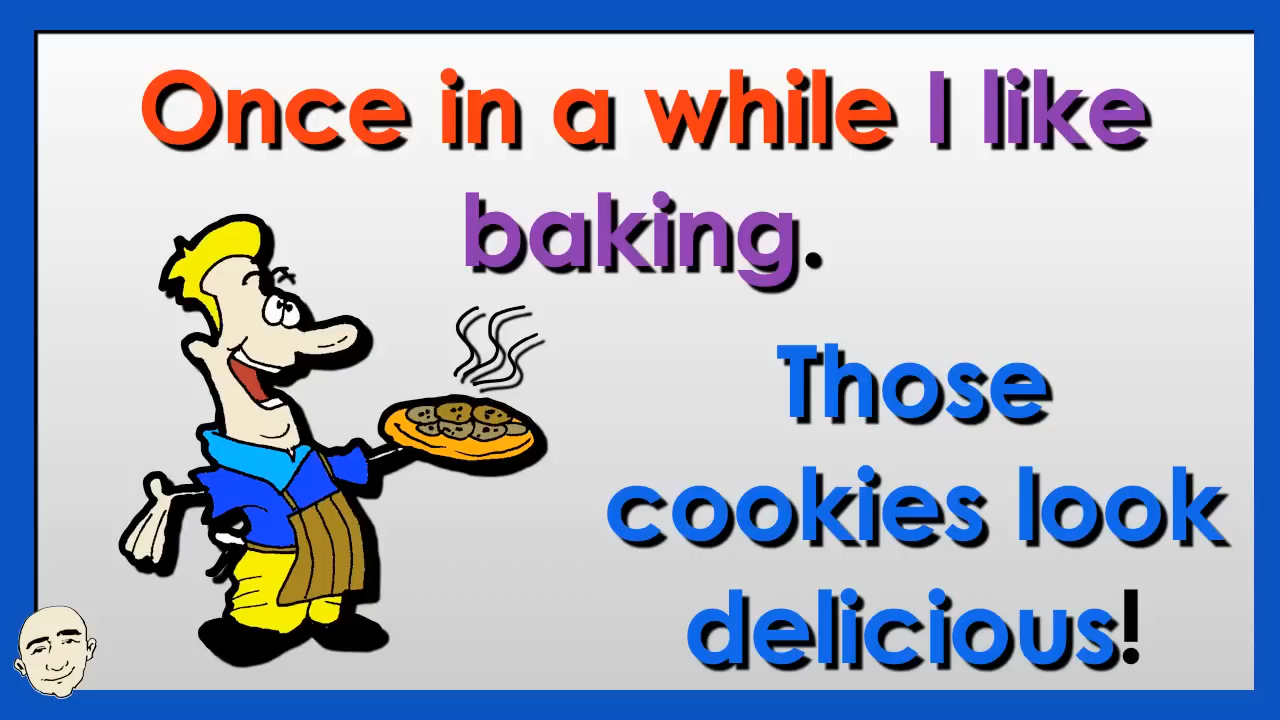 Once in a while I like
baking.
Those
cookies look
delicious!